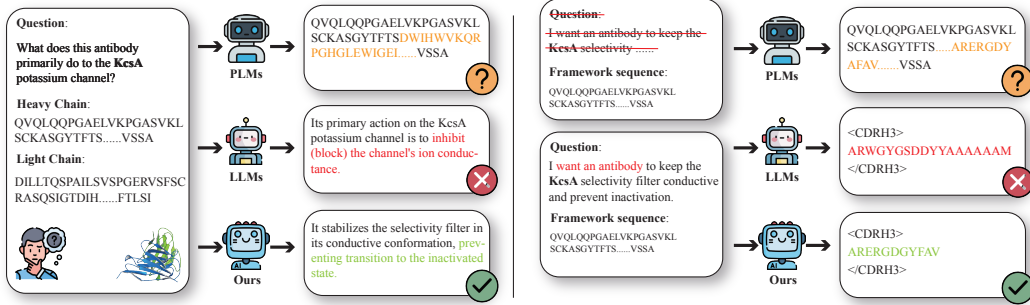 Question:
What does this antibody
primarily do to the KcsA
potassium channel?
Heavy Chain:
QVQLQQPGAELVKPGASVKL
SCKASGYTFTS......VSSA
Light Chain:
DILLTQSPAILSVSPGERVSFSC
RASQSIGTDIH......FTLSI
PLMs
QVQLQQPGAELVKPGASVKL
SCKASGYTFTSDWIHWVKQR
PGHGLEWIGEI......VSSA
?
LLMs
Its primary action on the KcsA
potassium channel is to inhibit
(block) the channel's ion conduc-
tance.
AI
Ours
It stabilizes the selectivity filter in
its conductive conformation, pre-
venting transition to the inactivated
state.
Question:
I want an antibody to keep the
KcsA selectivity ......
Framework sequence:
QVQLQQPGAELVKPGASVKL
SCKASGYTFTS......VSSA
Question:
I want an antibody to keep the
KcsA selectivity filter conductive
and prevent inactivation.
Framework sequence:
QVQLQQPGAELVKPGASVKL
SCKASGYTFTS......VSSA
PLMs
QVQLQQPGAELVKPGASVKL
SCKASGYTFTS.....ARERGDY
AFAV.......VSSA
?
LLMs
<CDRH3>
ARWGYGSDDYYAAAAAAM
</CDRH3>
AI
Ours
<CDRH3>
ARERGDGYFAV
</CDRH3>